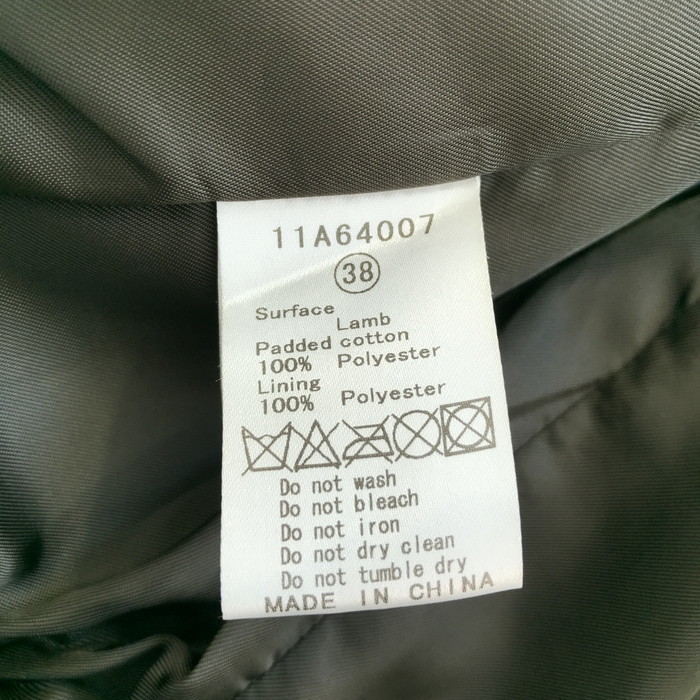 11A64007
38
Surface
Lamb
Padded cotton
100% Polyester
Lining
100% Polyester
Do not wash
Do not bleach
Do not iron
Do not dry clean
Do not tumble dry
MADE IN CHINA